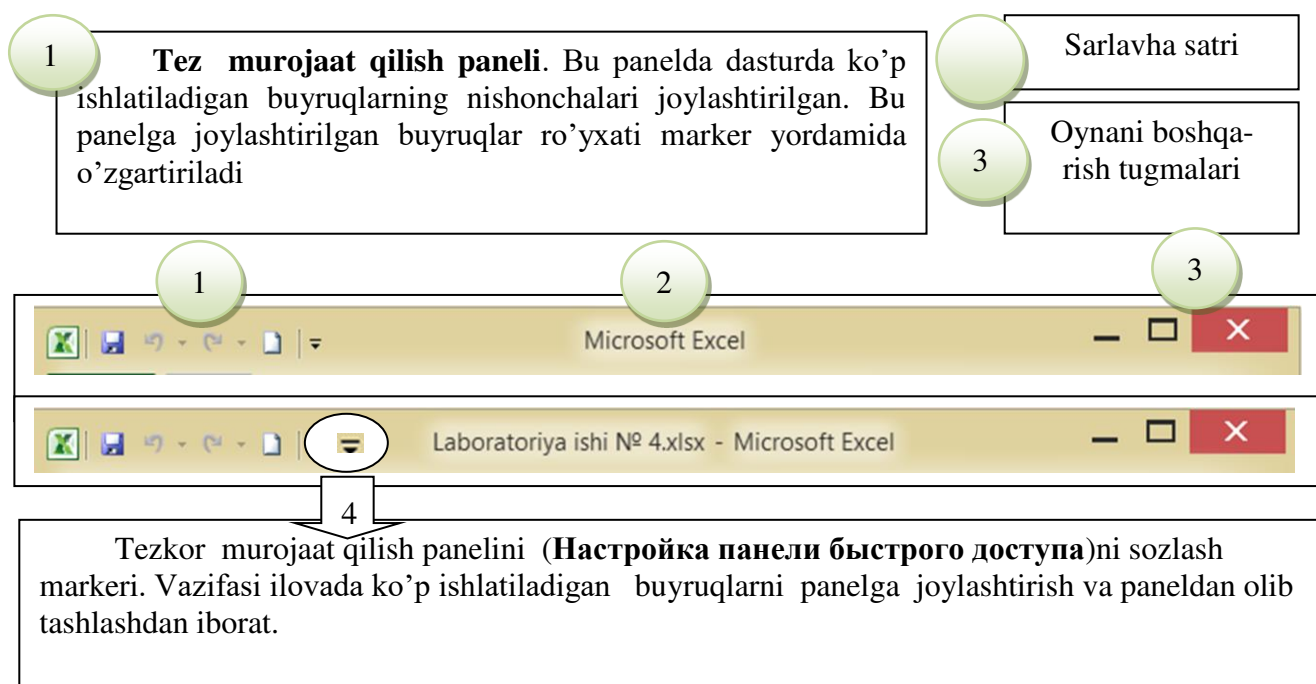 1
Tez murojaat qilish paneli. Bu panelda dasturda ko’p
ishlatiladigan buyruqlarning nishonchalari joylashtirilgan. Bu
panelga joylashtirilgan buyruqlar ro’yxati marker yordamida
o’zgartiriladi
Sarlavha satri
3
Oynani boshqa-
rish tugmalari
1
2
3
Microsoft Excel
Laboratoriya ishi № 4.xlsx - Microsoft Excel
4
Tezkor murojaat qilish panelini (Настройка панели быстрого доступа)ni sozlash
markeri. Vazifasi ilovada ko’p ishlatiladigan buyruqlarni panelga joylashtirish va paneldan olib
tashlashdan iborat.